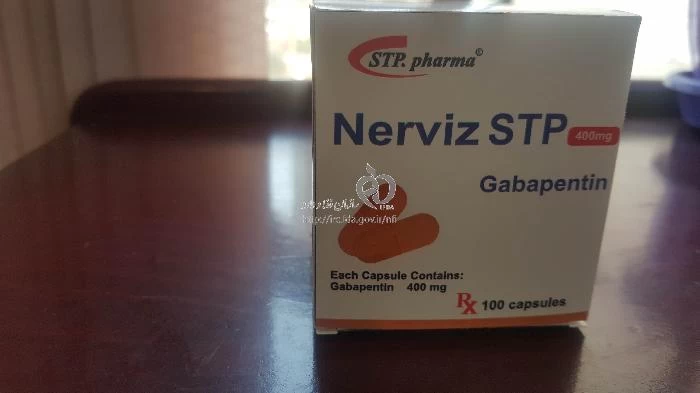 STP. pharma®
Nerviz STP 400mg
Gabapentin
IFDA
http://irc.fda.gov.ir/nfi
Each Capsule Contains:
Gabapentin 400 mg
Rx 100 capsules